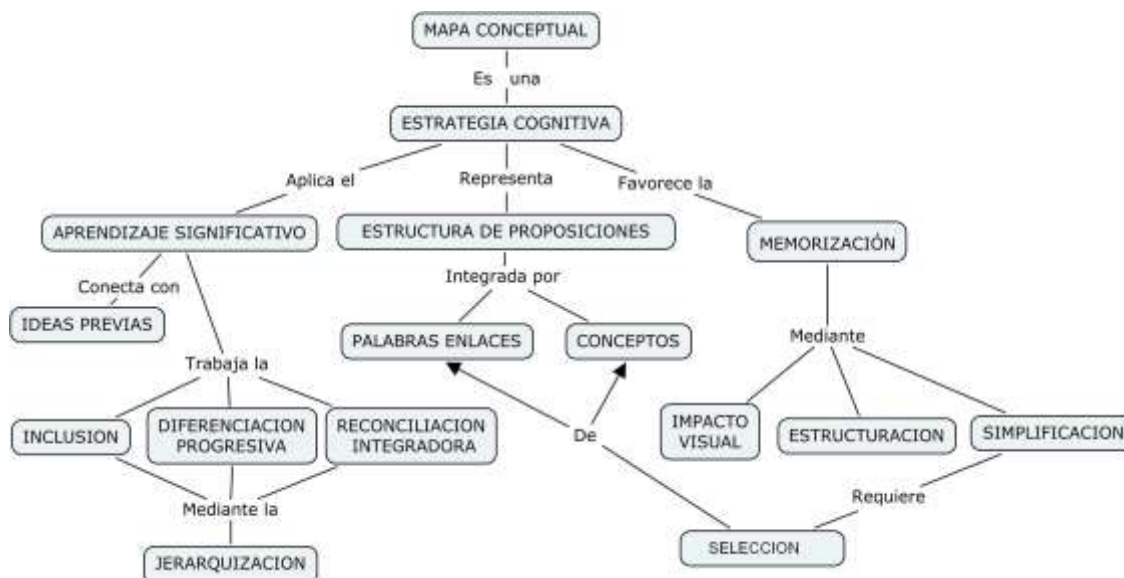 MAPA CONCEPTUAL
Es una
ESTRATEGIA COGNITIVA
Aplica el
Representa
Favorece la
APRENDIZAJE SIGNIFICATIVO
ESTRUCTURA DE PROPOSICIONES
MEMORIZACIÓN
Conecta con
Integrada por
IDEAS PREVIAS
PALABRAS ENLACES
CONCEPTOS
Mediante
Trabaja la
INCLUSION
DIFERENCIACION
PROGRESIVA
RECONCILIACION
INTEGRADORA
De
IMPACTO
VISUAL
ESTRUCTURACION
SIMPLIFICACION
Mediante la
Requiere
JERARQUIZACION
SELECCION